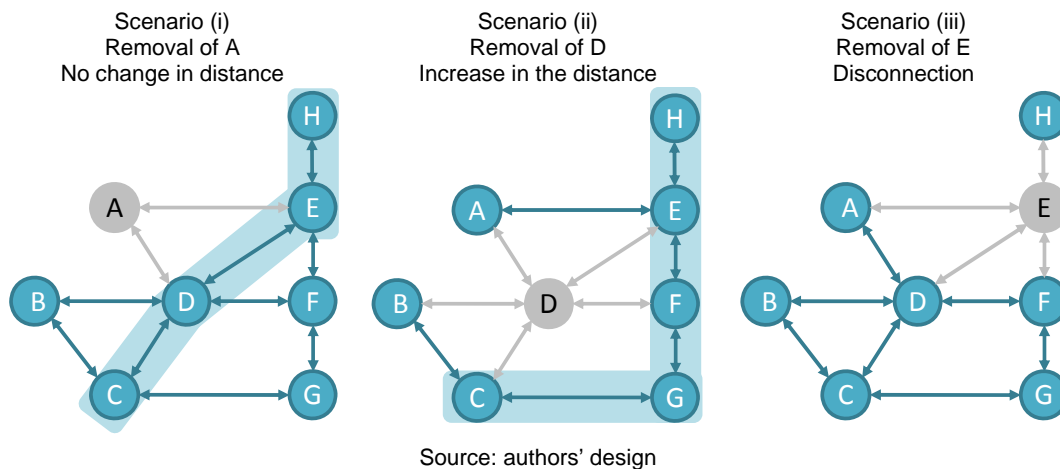 Scenario (i)
Removal of A
No change in distance
Scenario (ii)
Removal of D
Increase in the distance
Scenario (iii)
Removal of E
Disconnection
H
A
E
B
D
F
C
G
H
A
E
B
D
F
C
G
H
A
E
B
D
F
C
G
Source: authors’ design